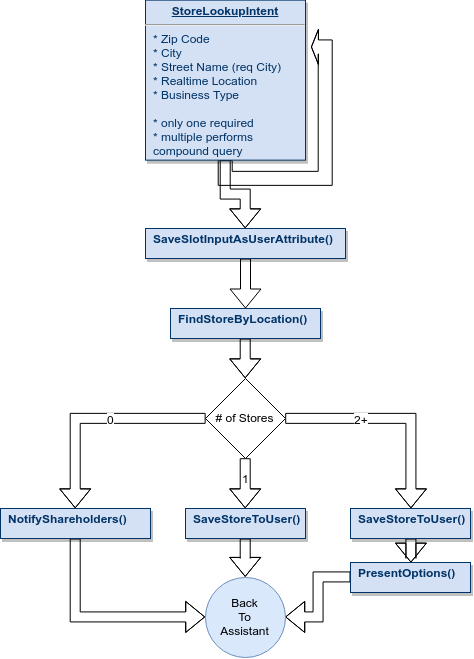 StoreLookupIntent
* Zip Code
* City
* Street Name (req City)
* Realtime Location
* Business Type
* only one required
* multiple performs
compound query
SaveSlotInputAsUserAttribute()
FindStoreByLocation()
# of Stores
0
1
2+
NotifyShareholders()
SaveStoreToUser()
SaveStoreToUser()
PresentOptions()
Back
To
Assistant